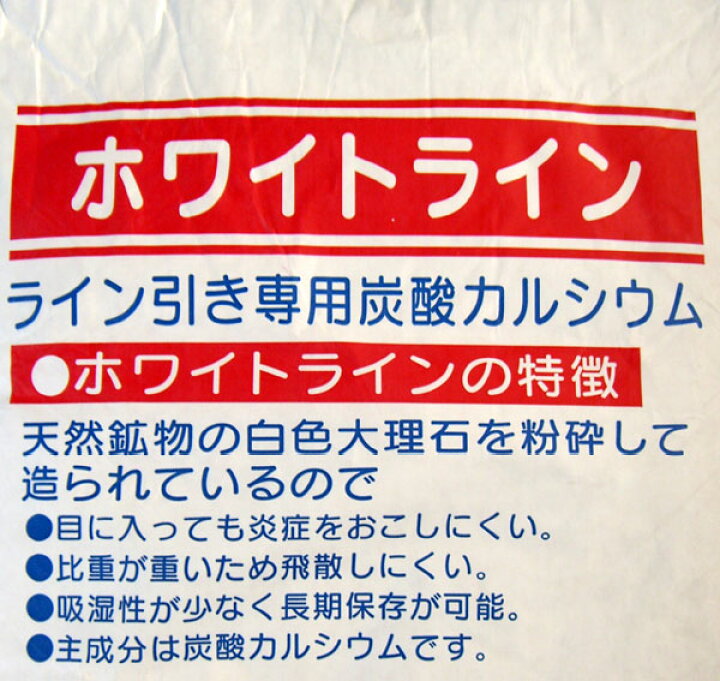 ホワイトライン
ライン引き専用炭酸カルシウム
●ホワイトラインの特徴
天然鉱物の白色大理石を粉砕して
造られているので
●目に入っても炎症をおこしにくい。
●比重が重いため飛散しにくい。
●吸湿性が少なく長期保存が可能。
●主成分は炭酸カルシウムです。